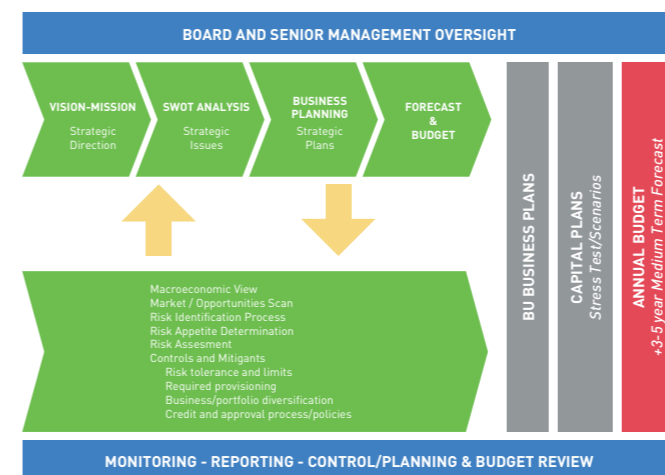 BOARD AND SENIOR MANAGEMENT OVERSIGHT
VISION-MISSION
Strategic
Direction
SWOT ANALYSIS
Strategic
Issues
BUSINESS
PLANNING
Strategic
Plans
FORECAST
&
BUDGET
Macroeconomic View
Market / Opportunities Scan
Risk Identification Process
Risk Appetite Determination
Risk Assesment
Controls and Mitigants
Risk tolerance and limits
Required provisioning
Business/portfolio diversification
Credit and approval process/policies
BU BUSINESS PLANS
CAPITAL PLANS
Stress Test/Scenarios
ANNUAL BUDGET
+3-5 year Medium Term Forecast
MONITORING - REPORTING - CONTROL/PLANNING & BUDGET REVIEW